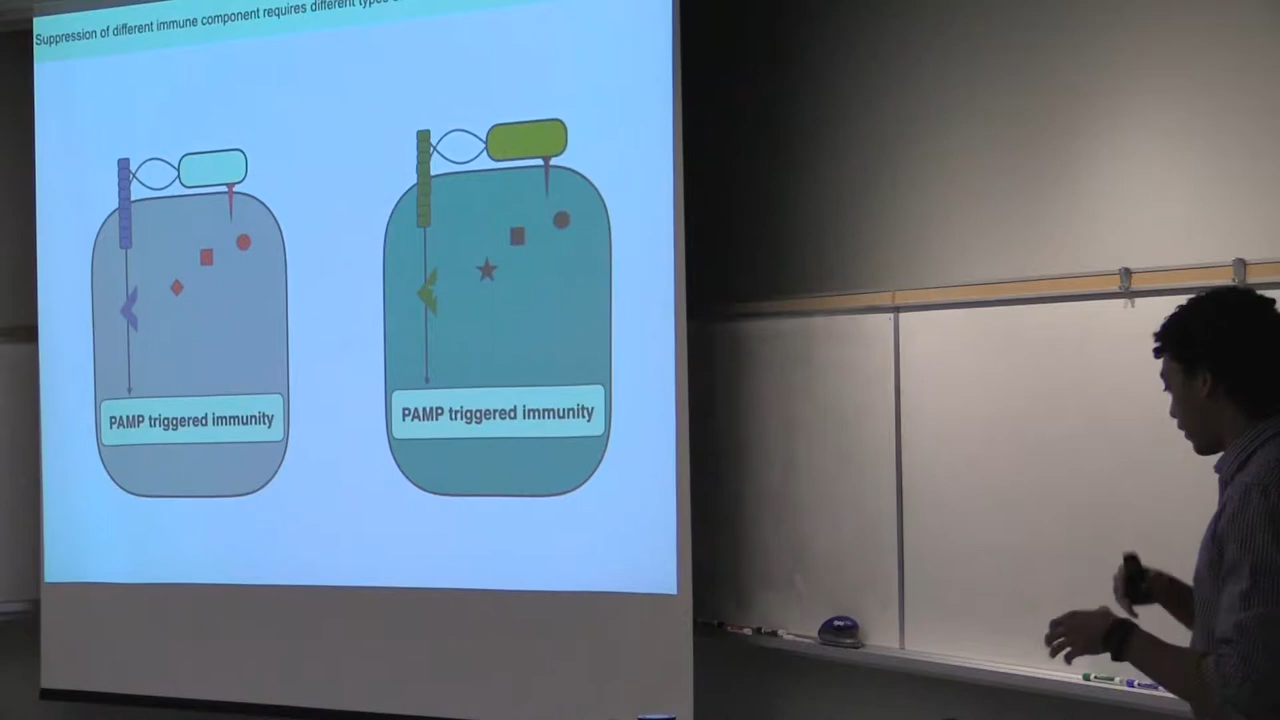 Suppression of different immune component requires different types
PAMP triggered immunity
PAMP triggered immunity